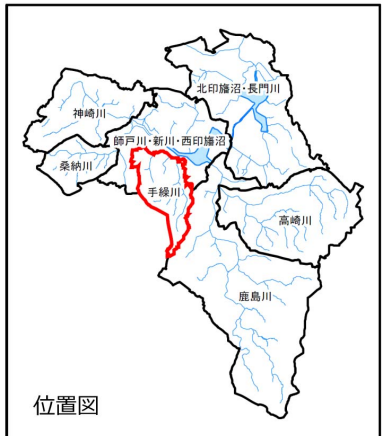 北印旛沼・長門川
神崎川
師戸川・新川・西印旛沼
桑納川
手繰川
高崎川
鹿島川
位置図